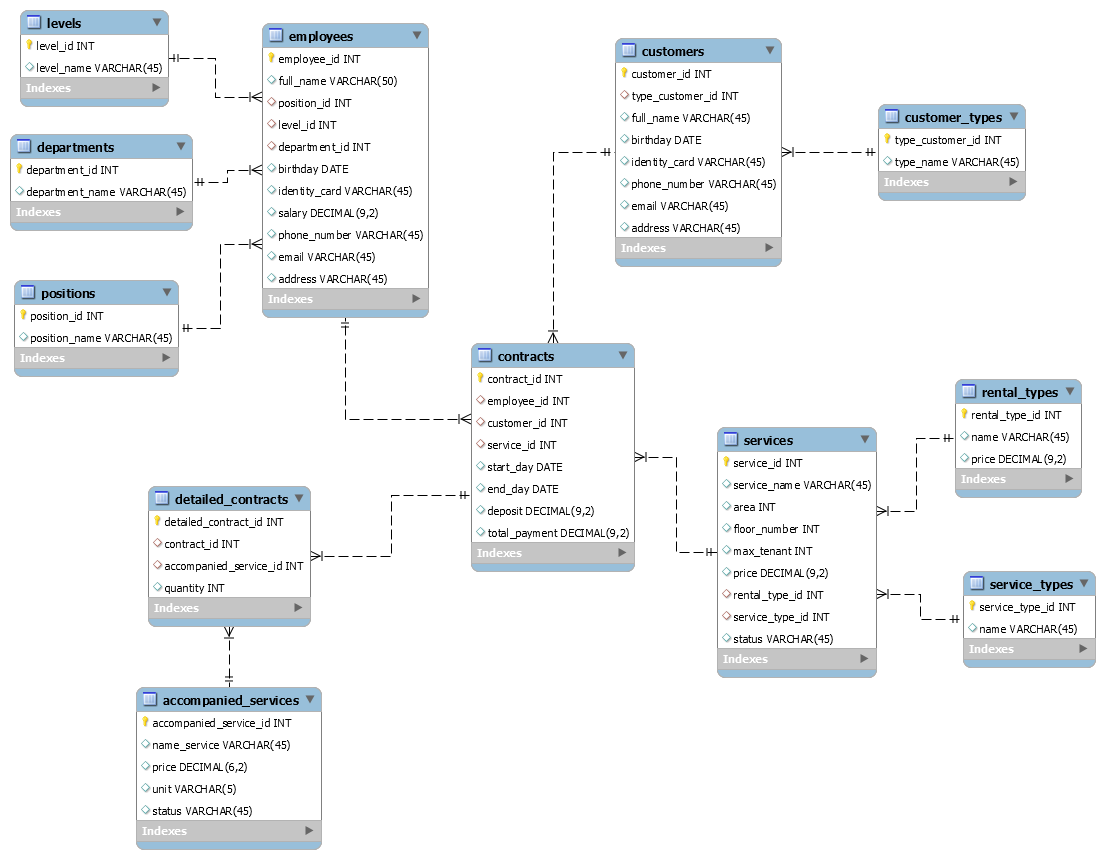 levels
level_id INT
level_name VARCHAR(45)
Indexes
departments
department_id INT
department_name VARCHAR(45)
Indexes
positions
position_id INT
position_name VARCHAR(45)
Indexes
employees
employee_id INT
full_name VARCHAR(50)
position_id INT
level_id INT
department_id INT
birthday DATE
identity_card VARCHAR(45)
salary DECIMAL(9,2)
phone_number VARCHAR(45)
email VARCHAR(45)
address VARCHAR(45)
Indexes
customers
customer_id INT
type_customer_id INT
full_name VARCHAR(45)
birthday DATE
identity_card VARCHAR(45)
phone_number VARCHAR(45)
email VARCHAR(45)
address VARCHAR(45)
Indexes
customer_types
type_customer_id INT
type_name VARCHAR(45)
Indexes
contracts
contract_id INT
employee_id INT
customer_id INT
service_id INT
start_day DATE
end_day DATE
deposit DECIMAL(9,2)
total_payment DECIMAL(9,2)
Indexes
rental_types
rental_type_id INT
name VARCHAR(45)
price DECIMAL(9,2)
Indexes
services
service_id INT
service_name VARCHAR(45)
area INT
floor_number INT
max_tenant INT
price DECIMAL(9,2)
rental_type_id INT
service_type_id INT
status VARCHAR(45)
Indexes
service_types
service_type_id INT
name VARCHAR(45)
Indexes
detailed_contracts
detailed_contract_id INT
contract_id INT
accompanied_service_id INT
quantity INT
Indexes
accompanied_services
accompanied_service_id INT
name_service VARCHAR(45)
price DECIMAL(6,2)
unit VARCHAR(5)
status VARCHAR(45)
Indexes